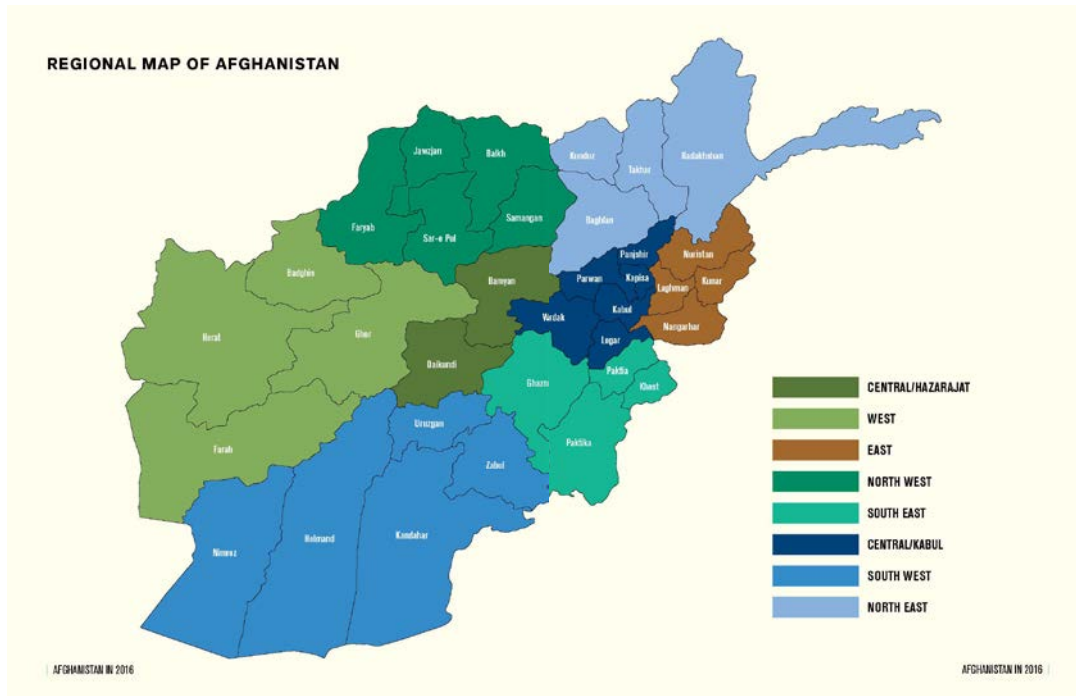 REGIONAL MAP OF AFGHANISTAN
Jawzjan
Balkh
Kunduz
Takhar
Badakhshan
Faryab
Sar-e Pol
Samangan
Baghlan
Badghis
Bamyan
Panjshir
Parwan
Kapisa
Nuristan
Laghman
Kunar
Herat
Ghor
Wardak
Kabul
Nangarhar
Logar
Daikundi
Ghazni
Paktia
Khost
Uruzgan
Paktika
Farah
Zabul
Nimroz
Helmand
Kandahar
CENTRAL/HAZARAJAT
WEST
EAST
NORTH WEST
SOUTH EAST
CENTRAL/KABUL
SOUTH WEST
NORTH EAST
AFGHANISTAN IN 2016
AFGHANISTAN IN 2016